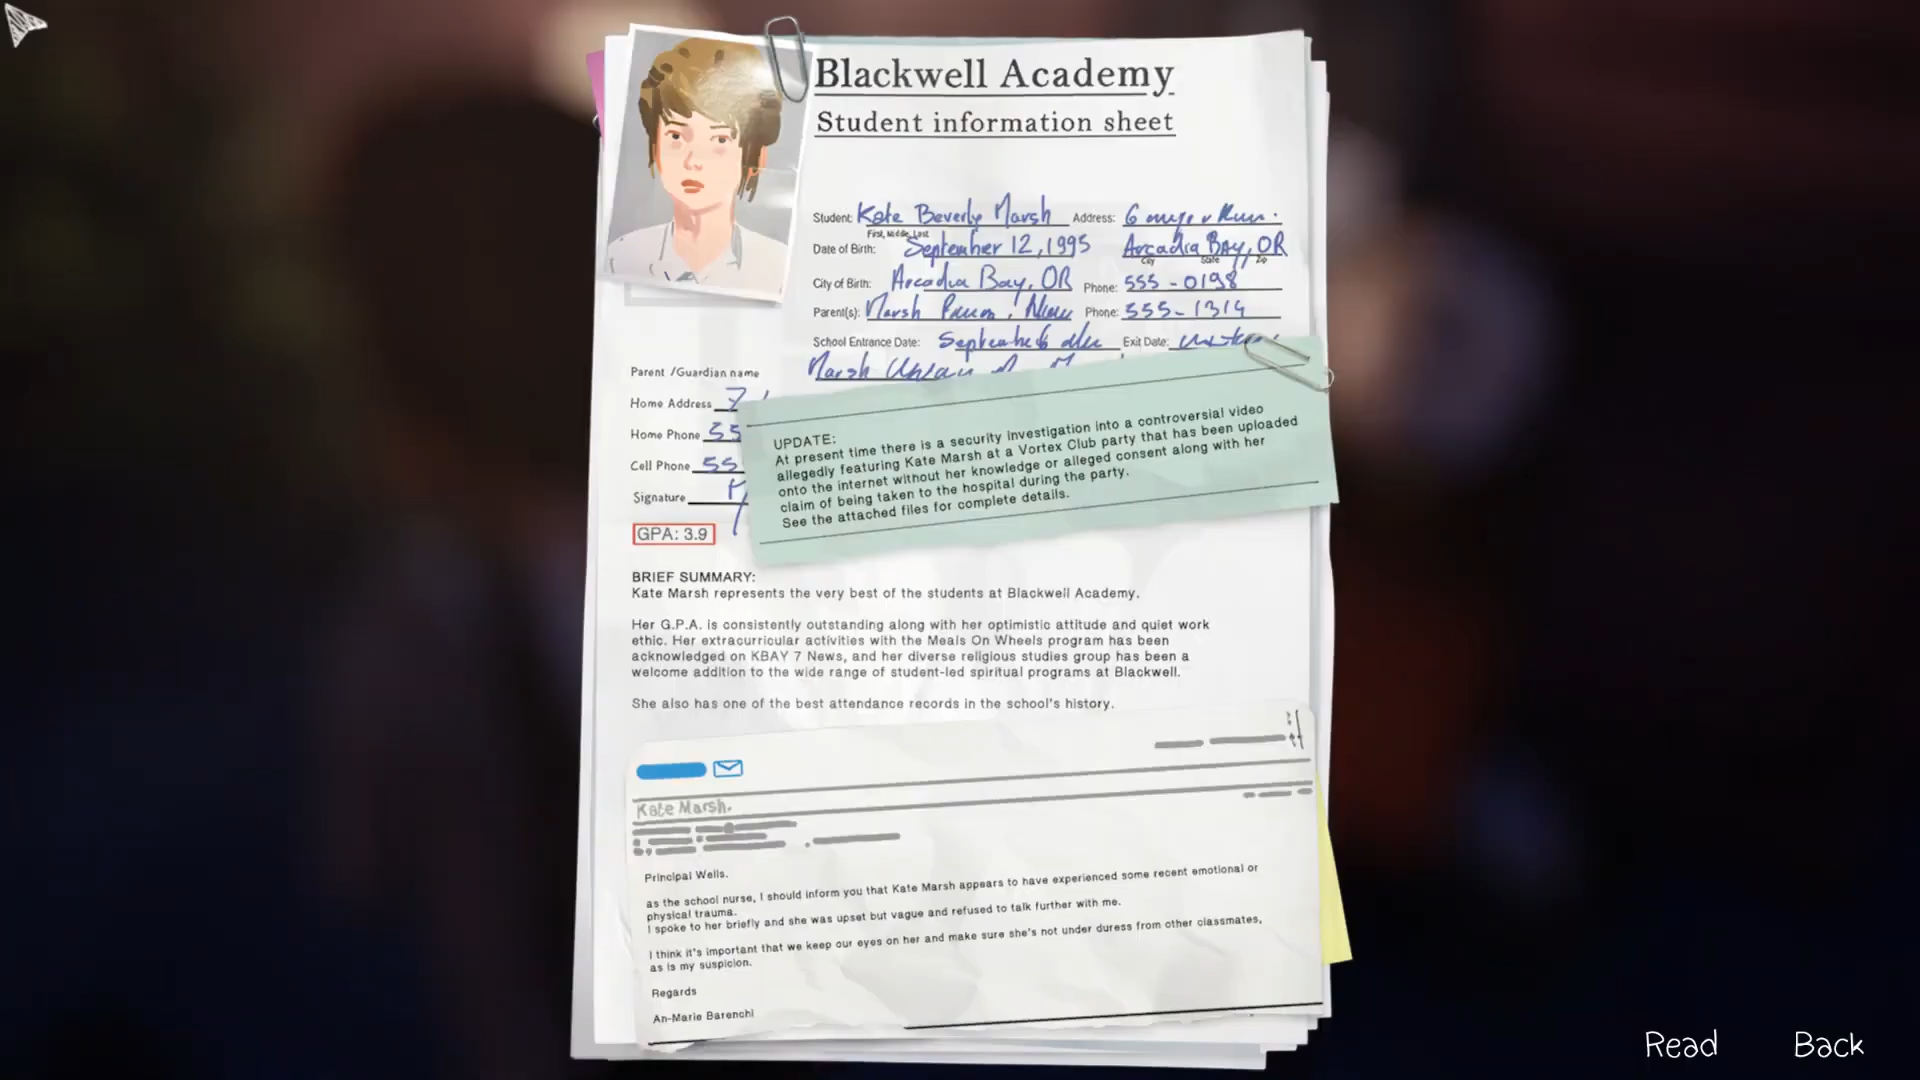 Blackwell Academy
Student information sheet
Student: Kate Beverly Marsh Address:
First, Middle, Last
Date of Birth: September 12, 1995 Arcadia Bay, OR
City State Zip
City of Birth: Arcadia Bay, OR Phone: 555-0198
Parent(s): Marsh Phone: 555-1314
School Entrance Date: Exit Date:
Parent /Guardian name Marsh
Home Address 7
Home Phone 55
Cell Phone 55
Signature
GPA: 3.9
UPDATE:
At present time there is a security investigation into a controversial video
allegedly featuring Kate Marsh at a Vortex Club party that has been uploaded
onto the internet without her knowledge or alleged consent along with her
claim of being taken to the hospital during the party.
See the attached files for complete details.
BRIEF SUMMARY:
Kate Marsh represents the very best of the students at Blackwell Academy.
Her G.P.A. is consistently outstanding along with her optimistic attitude and quiet work
ethic. Her extracurricular activities with the Meals On Wheels program has been
acknowledged on KBAY 7 News, and her diverse religious studies group has been a
welcome addition to the wide range of student-led spiritual programs at Blackwell.
She also has one of the best attendance records in the school's history.
Kate Marsh.
Principal Wells.
as the school nurse, I should inform you that Kate Marsh appears to have experienced some recent emotional or
physical trauma.
I spoke to her briefly and she was upset but vague and refused to talk further with me.
I think it's important that we keep our eyes on her and make sure she's not under duress from other classmates,
as is my suspicion.
Regards
An-Marie Barenchi
Read Back